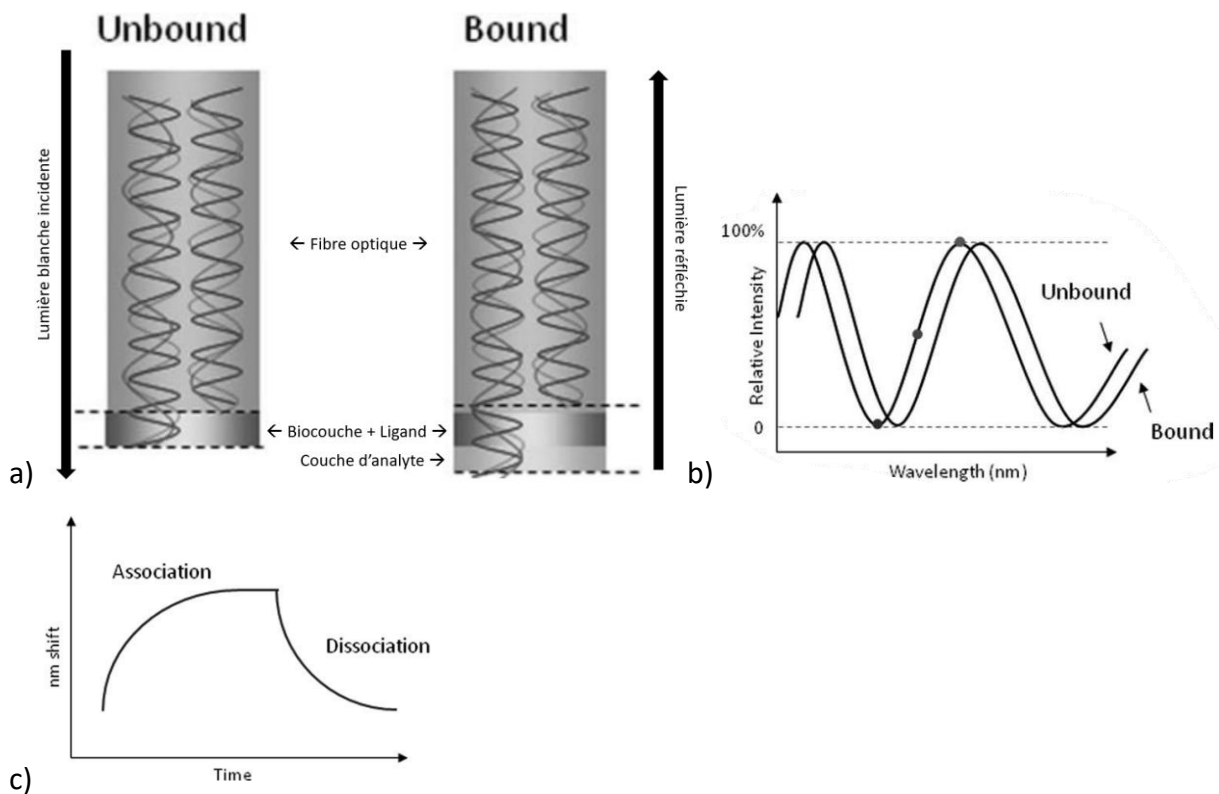 Unbound
Bound
Lumière blanche incidente
← Fibre optique →
Lumière réfléchie
← Biocouche + Ligand →
Couche d'analyte →
a)
100%
Relative Intensity
0
Unbound
Bound
Wavelength (nm)
b)
Association
nm shift
Dissociation
Time
c)